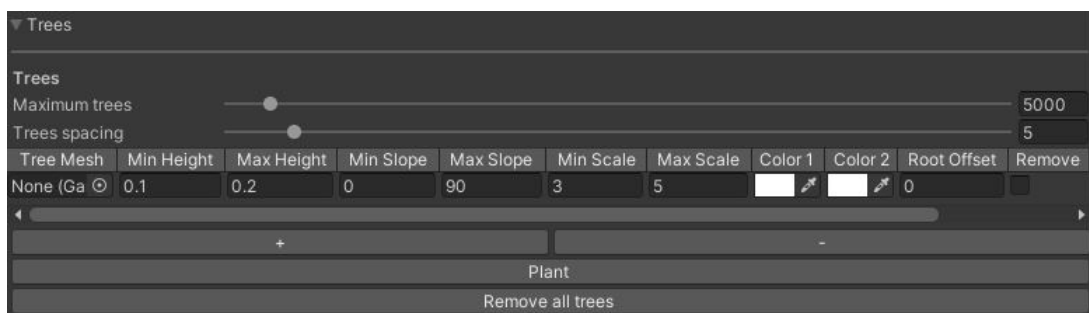 Trees
Trees
Maximum trees 5000
Trees spacing 5
Tree Mesh Min Height Max Height Min Slope Max Slope Min Scale Max Scale Color 1 Color 2 Root Offset Remove
None (Ga 0.1 0.2 0 90 3 5 0
+ -
Plant
Remove all trees